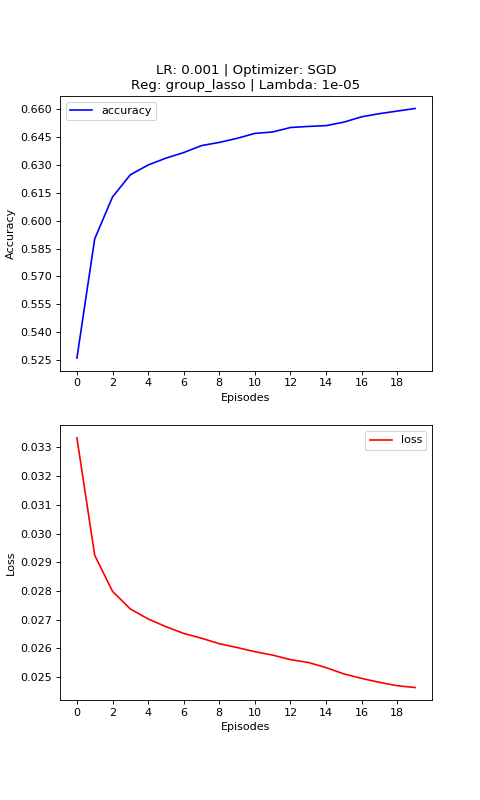 LR: 0.001 | Optimizer: SGD
Reg: group_lasso | Lambda: 1e-05
accuracy
Accuracy
0.660
0.645
0.630
0.615
0.600
0.585
0.570
0.555
0.540
0.525
0 2 4 6 8 10 12 14 16 18
Episodes
loss
Loss
0.033
0.032
0.031
0.030
0.029
0.028
0.027
0.026
0.025
0 2 4 6 8 10 12 14 16 18
Episodes